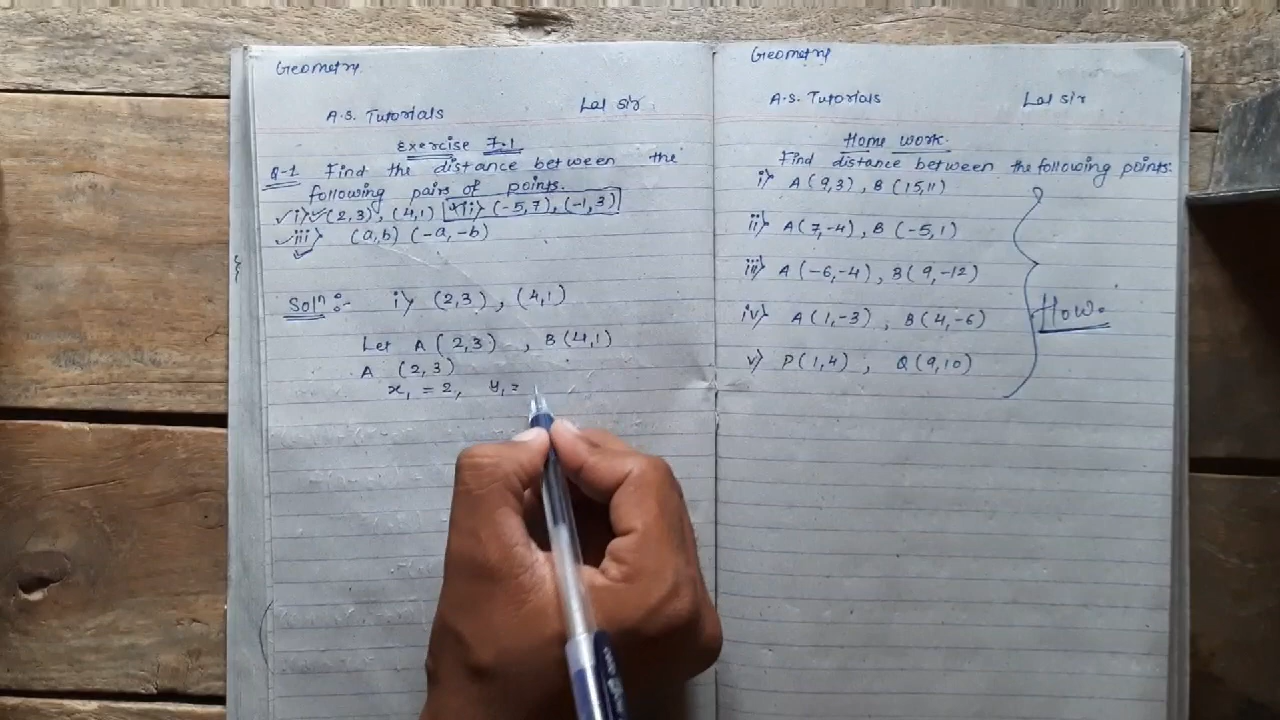 Geometry.
A.S. Tutorials Lal sir
Exercise 7.1
Q-1 Find the distance between the
following pairs of points.
i> (2,3), (4,1) ii> (-5,7), (-1,3)
iii> (a,b) (-a,-b)
Soln :- i> (2,3) , (4,1)
Let A (2,3) , B(4,1)
A (2,3)
x₁ = 2, y₁ =
Geometry
A.S. Tutorials Lal sir
Home work.
Find distance between the following points:
i> A(9,3), B(15,11)
ii> A(7,-4), B(-5,1)
iii> A(-6,-4), B(9,-12)
iv> A(1,-3) , B(4,-6)
v> P(1,4) ; Q(9,10)
H.ow.